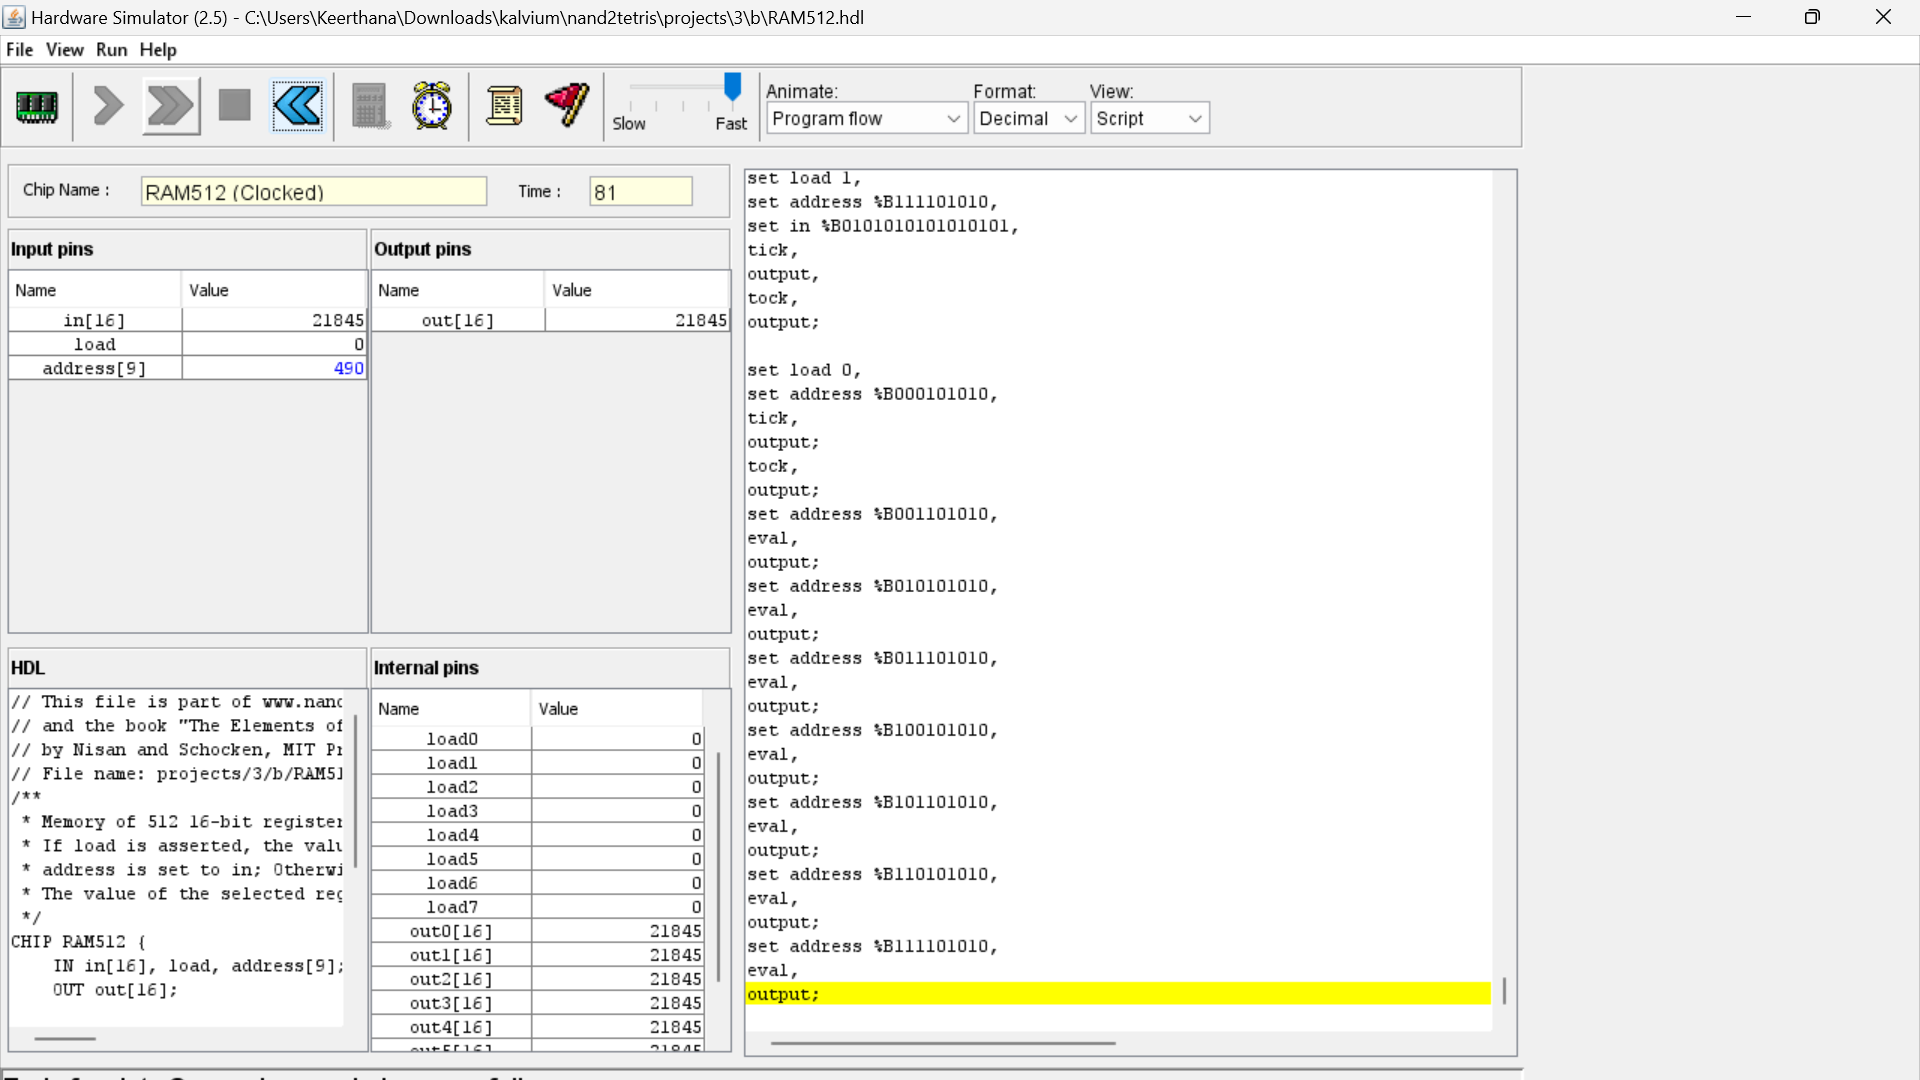 Hardware Simulator (2.5) - C:\Users\Keerthana\Downloads\kalvium\nand2tetris\projects\3\b\RAM512.hdl
File View Run Help
Slow
Fast
Animate:
Program flow
Format:
Decimal
View:
Script
Chip Name :
RAM512 (Clocked)
Time :
81
Input pins
Name Value
in[16] 21845
load 0
address[9] 490
Output pins
Name Value
out[16] 21845
HDL
// This file is part of www.nand
// and the book "The Elements of
// by Nisan and Schocken, MIT Pr
// File name: projects/3/b/RAM51
/**
* Memory of 512 16-bit register
* If load is asserted, the valu
* address is set to in; Otherwi
* The value of the selected reg
*/
CHIP RAM512 {
IN in[16], load, address[9];
OUT out[16];
Internal pins
Name Value
load0 0
load1 0
load2 0
load3 0
load4 0
load5 0
load6 0
load7 0
out0[16] 21845
out1[16] 21845
out2[16] 21845
out3[16] 21845
out4[16] 21845
set load 1,
set address %B111101010,
set in %B0101010101010101,
tick,
output,
tock,
output;
set load 0,
set address %B000101010,
tick,
output;
tock,
output;
set address %B001101010,
eval,
output;
set address %B010101010,
eval,
output;
set address %B011101010,
eval,
output;
set address %B100101010,
eval,
output;
set address %B101101010,
eval,
output;
set address %B110101010,
eval,
output;
set address %B111101010,
eval,
output;